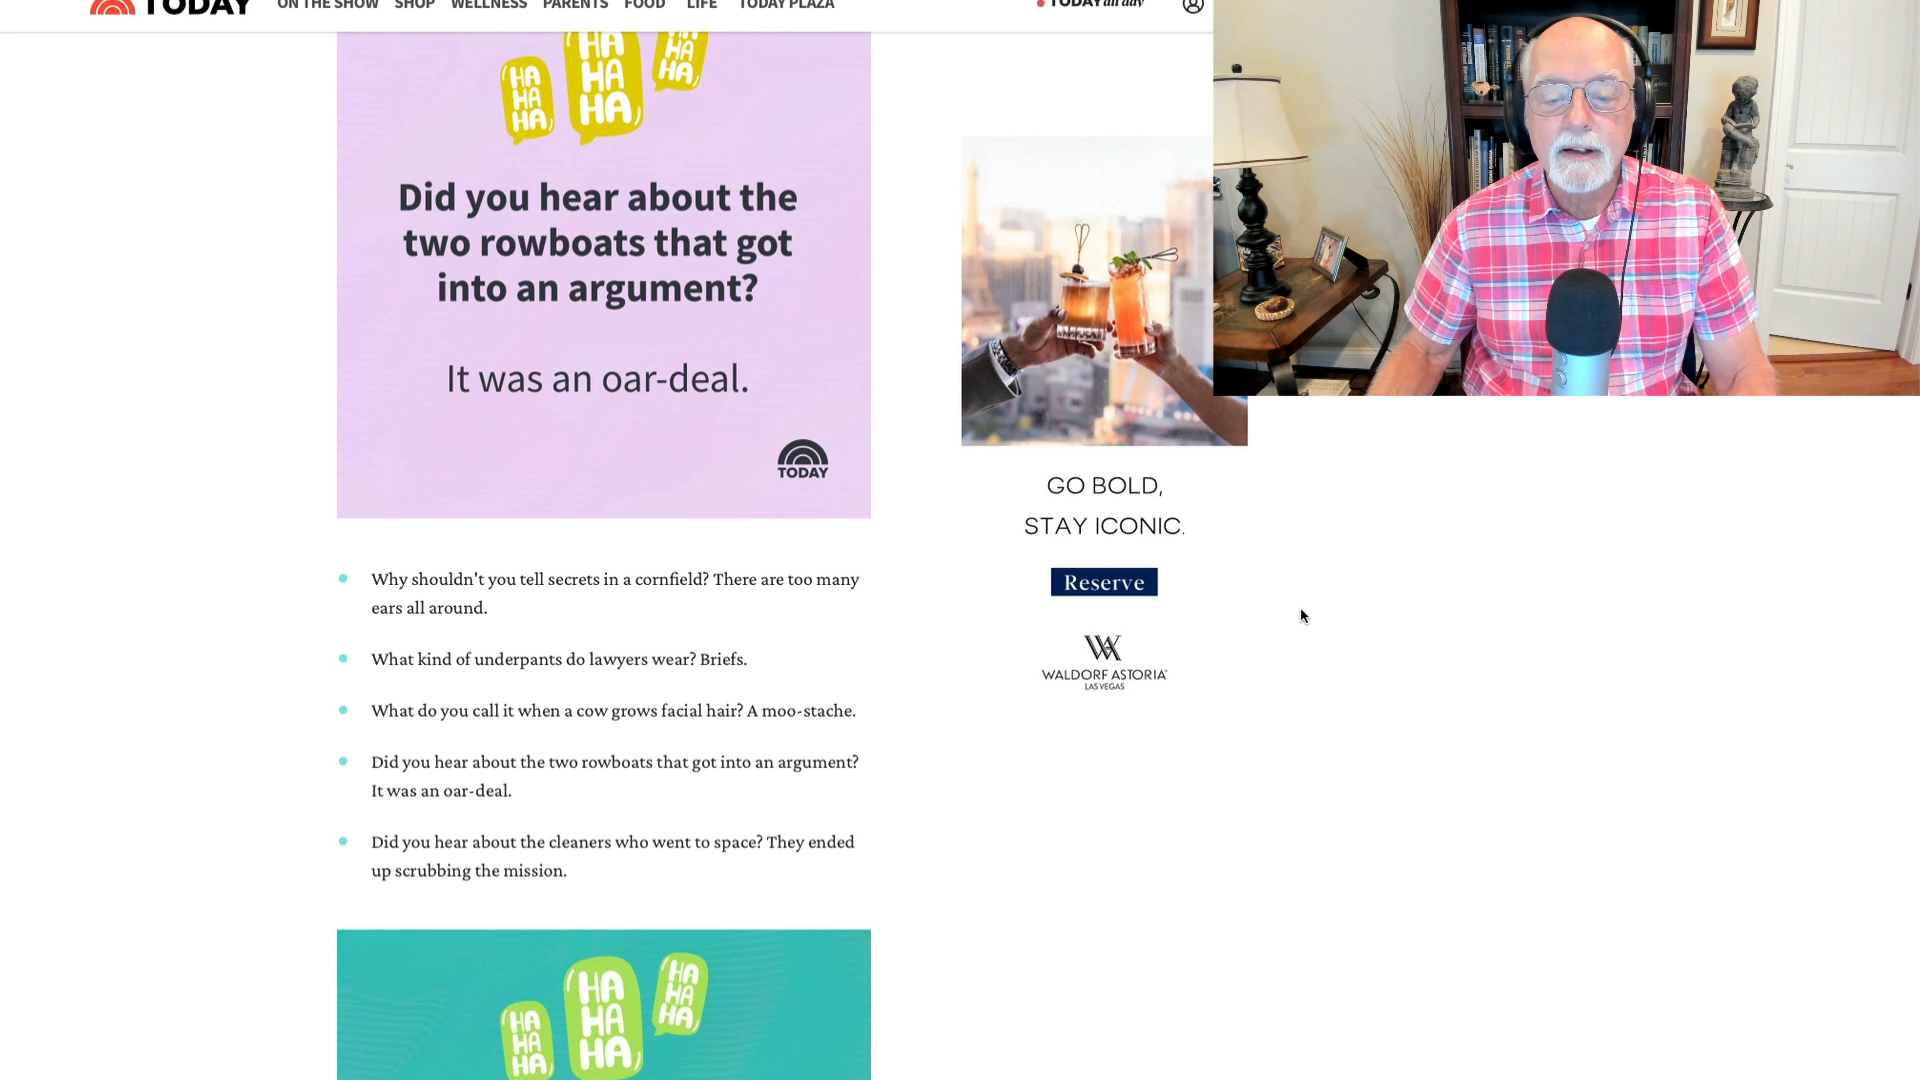 TODAY
ON THE SHOW SHOP WELLNESS PARENTS FOOD LIFE TODAY PLAZA
TODAY all day
HA
HA
HA
HA
HA
HA
HA
HA
HA
Did you hear about the
two rowboats that got
into an argument?
It was an oar-deal.
TODAY
Why shouldn't you tell secrets in a cornfield? There are too many
ears all around.
What kind of underpants do lawyers wear? Briefs.
What do you call it when a cow grows facial hair? A moo-stache.
Did you hear about the two rowboats that got into an argument?
It was an oar-deal.
Did you hear about the cleaners who went to space? They ended
up scrubbing the mission.
HA
HA
HA
HA
HA
HA
HA
HA
HA
GO BOLD,
STAY ICONIC.
Reserve
WALDORF ASTORIA
LAS VEGAS